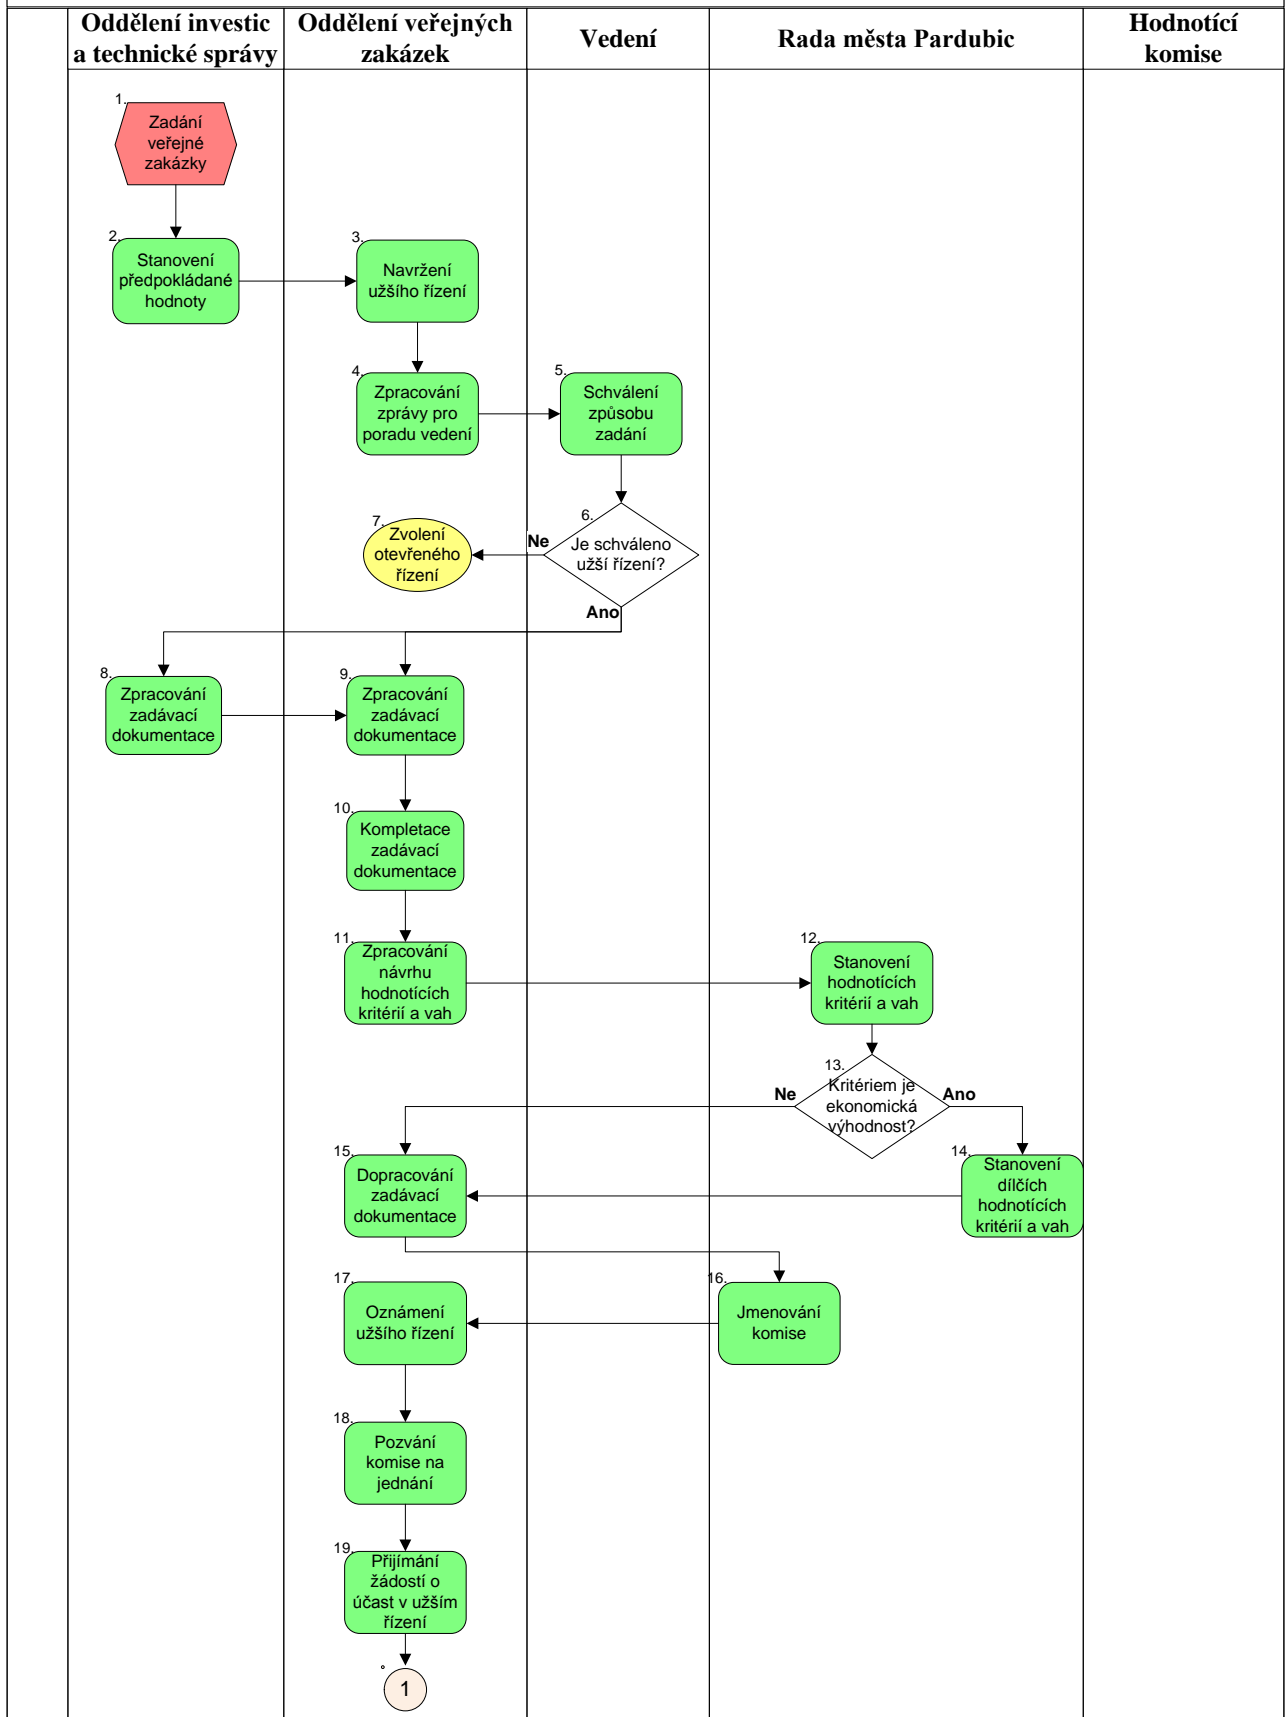 Oddělení investic
a technické správy
Oddělení veřejných
zakázek
Vedení
Rada města Pardubic
Hodnotící
komise
1.
Zadání
veřejné
zakázky
2.
Stanovení
předpokládané
hodnoty
3.
Navržení
užšího řízení
4.
Zpracování
zprávy pro
poradu vedení
5.
Schválení
způsobu
zadání
6.
Je schváleno
užší řízení?
Ne
Ano
7.
Zvolení
otevřeného
řízení
8.
Zpracování
zadávací
dokumentace
9.
Zpracování
zadávací
dokumentace
10.
Kompletace
zadávací
dokumentace
11.
Zpracování
návrhu
hodnotících
kritérií a vah
12.
Stanovení
hodnotících
kritérií a vah
13.
Kritériem je
ekonomická
výhodnost?
Ne
Ano
14.
Stanovení
dílčích
hodnotících
kritérií a vah
15.
Dopracování
zadávací
dokumentace
16.
Jmenování
komise
17.
Oznámení
užšího řízení
18.
Pozvání
komise na
jednání
19.
Přijímání
žádostí o
účast v užším
řízení
1